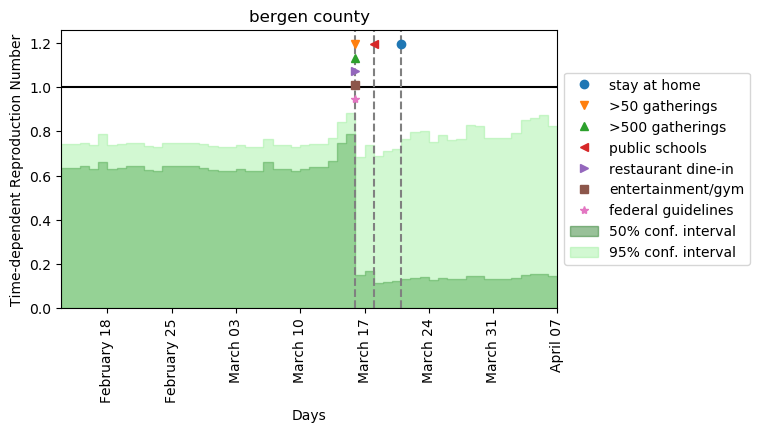 bergen county
Time-dependent Reproduction Number
1.2
1.0
0.8
0.6
0.4
0.2
0.0
February 18
February 25
March 03
March 10
March 17
March 24
March 31
April 07
Days
stay at home
>50 gatherings
>500 gatherings
public schools
restaurant dine-in
entertainment/gym
federal guidelines
50% conf. interval
95% conf. interval